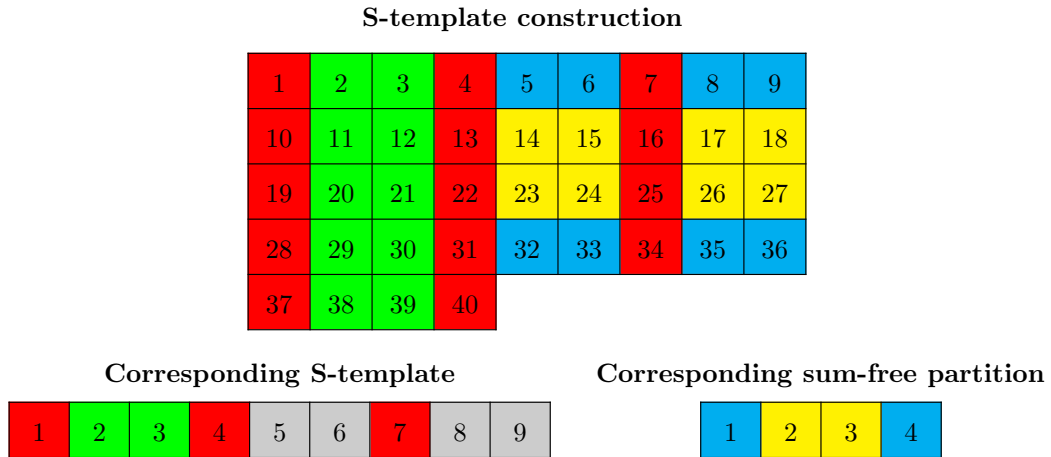 S-template construction
1 2 3 4 5 6 7 8 9
10 11 12 13 14 15 16 17 18
19 20 21 22 23 24 25 26 27
28 29 30 31 32 33 34 35 36
37 38 39 40
Corresponding S-template
1 2 3 4 5 6 7 8 9
Corresponding sum-free partition
1 2 3 4